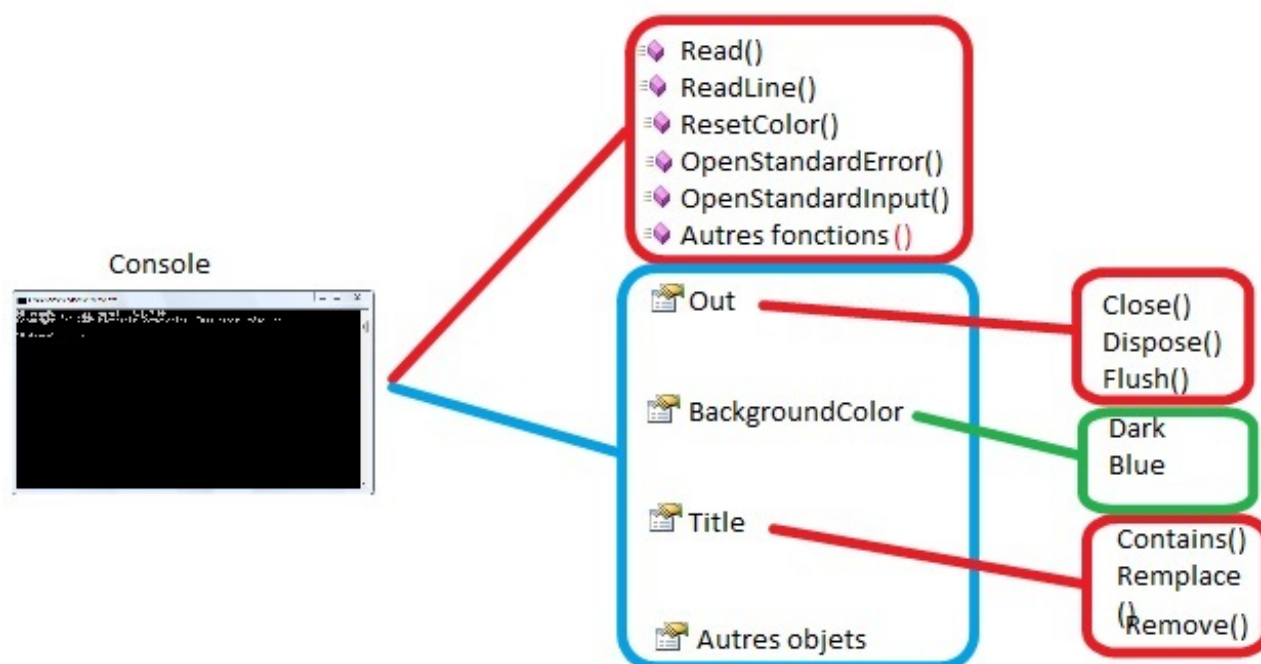 Read()
ReadLine()
ResetColor()
OpenStandardError()
OpenStandardInput()
Autres fonctions ()
Console
Out
BackgroundColor
Title
Autres objets
Close()
Dispose()
Flush()
Dark
Blue
Contains()
Remplace
()
Remove()